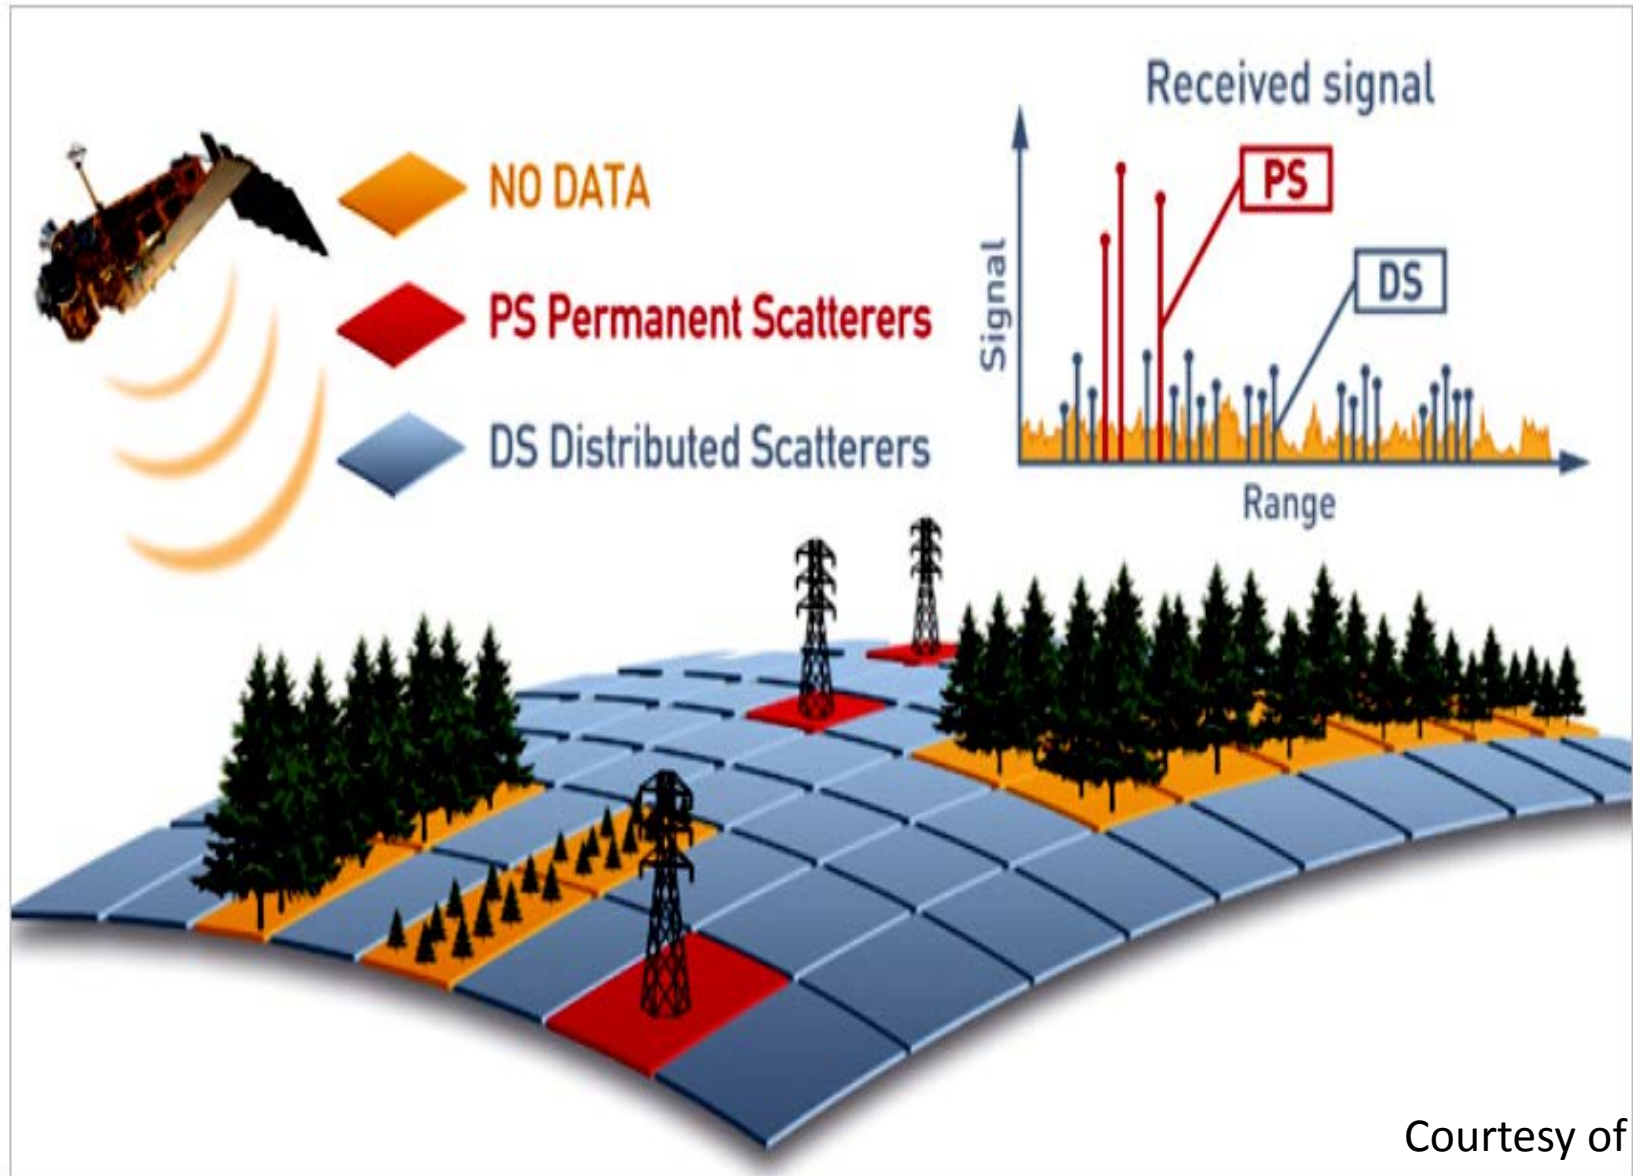 NO DATA
PS Permanent Scatterers
DS Distributed Scatterers
Received signal
PS
DS
Signal
Range
Courtesy of